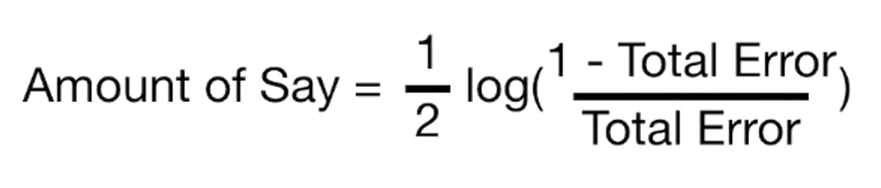 Amount of Say = 1/2 log(1 - Total Error/Total Error)